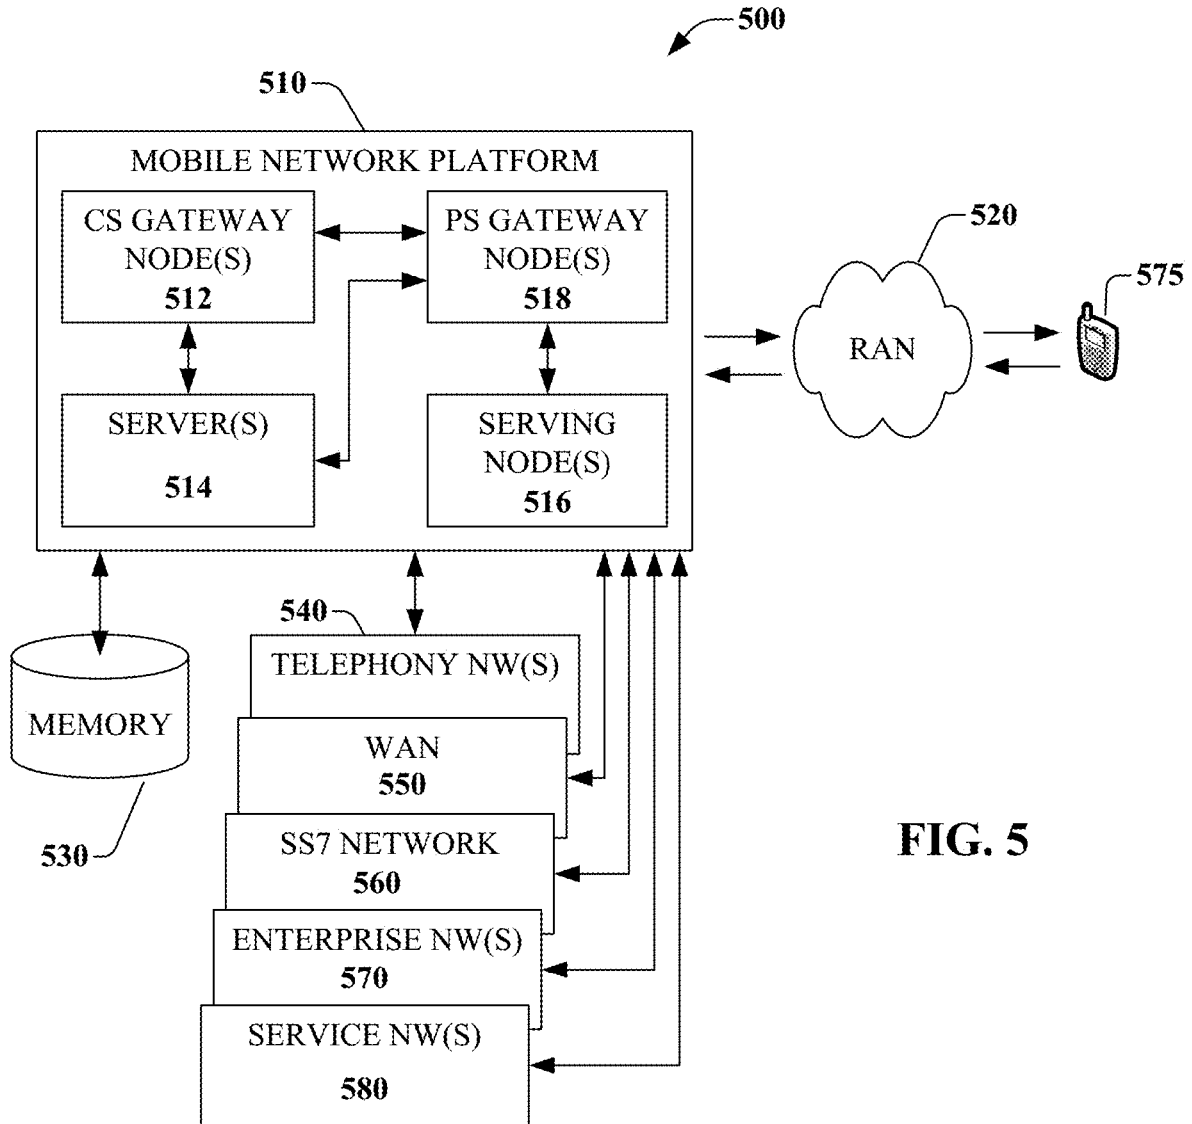 500
510
MOBILE NETWORK PLATFORM
CS GATEWAY
NODE(S)
512
PS GATEWAY
NODE(S)
518
SERVER(S)
514
SERVING
NODE(S)
516
520
RAN
575
MEMORY
530
540
TELEPHONY NW(S)
WAN
550
SS7 NETWORK
560
ENTERPRISE NW(S)
570
SERVICE NW(S)
580
FIG. 5